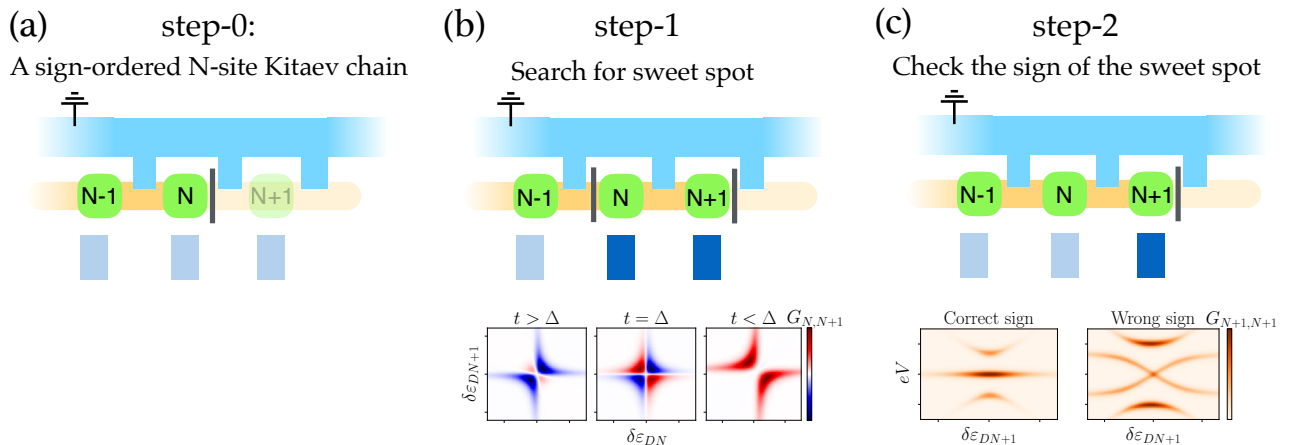 (a)
step-0:
A sign-ordered N-site Kitaev chain
N-1
N
N+1
(b)
step-1
Search for sweet spot
N-1
N
N+1
t > Δ
t = Δ
t < Δ
G_{N,N+1}
δε_{DN+1}
δε_{DN}
(c)
step-2
Check the sign of the sweet spot
N-1
N
N+1
Correct sign
Wrong sign
G_{N+1,N+1}
eV
δε_{DN+1}
δε_{DN+1}